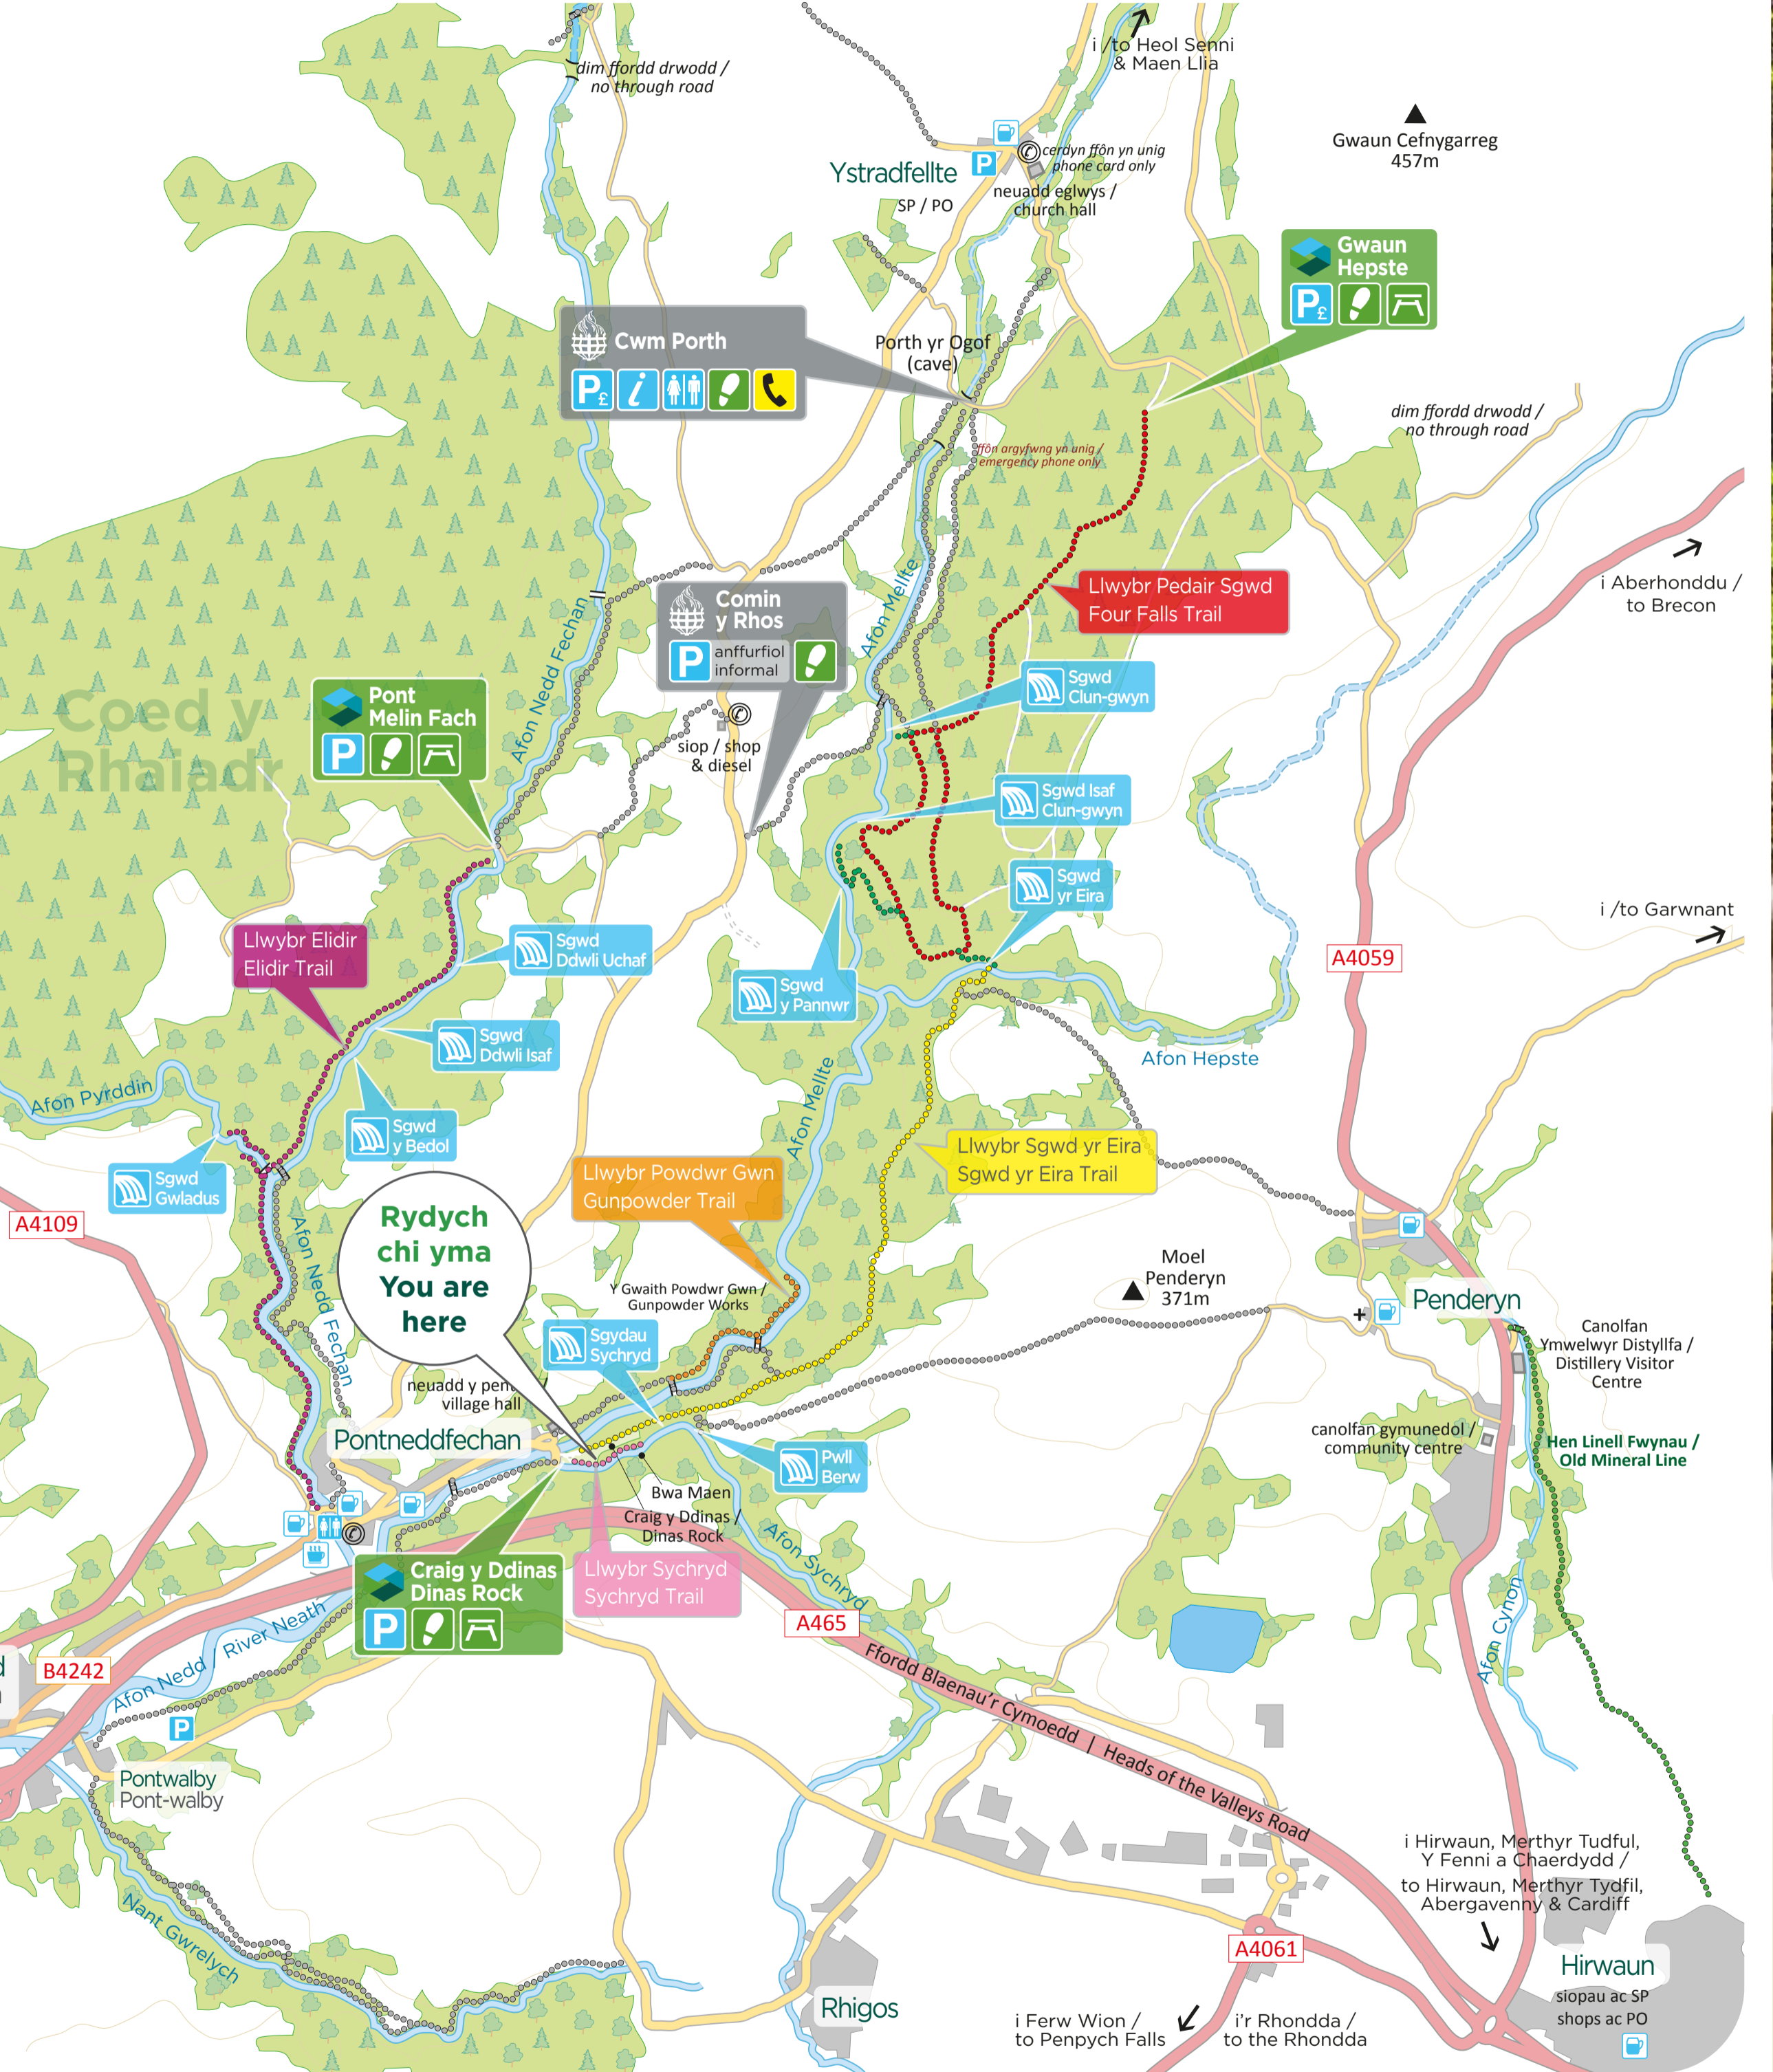 dim ffordd drwodd /
no through road
i /to Heol Senni
& Maen Llia
Gwaun Cefnygarreg
457m
cerdyn ffôn yn unig
phone card only
Ystradfellte
SP / PO
neuadd eglwys /
church hall
P
Gwaun
Hepste
P£
Cwm Porth
P£ i
Porth yr Ogof
(cave)
ffôn argyfwng yn unig /
emergency phone only
dim ffordd drwodd /
no through road
i Aberhonddu /
to Brecon
Llwybr Pedair Sgwd
Four Falls Trail
Comin
y Rhos
P
anffurfiol
informal
Afon Mellte
Afon Nedd Fechan
Coed y
Rhaiadr
Pont
Melin Fach
P
Sgwd
Clun-gwyn
siop / shop
& diesel
Sgwd Isaf
Clun-gwyn
Sgwd
yr Eira
i /to Garwnant
A4059
Llwybr Elidir
Elidir Trail
Sgwd
Ddwli Uchaf
Sgwd
y Pannwr
Sgwd
Ddwli Isaf
Afon Hepste
Afon Pyrddin
Afon Mellte
Sgwd
y Bedol
Llwybr Sgwd yr Eira
Sgwd yr Eira Trail
Sgwd
Gwladus
Llwybr Powdwr Gwn
Gunpowder Trail
A4109
Rydych
chi yma
You are
here
Afon Nedd Fechan
Y Gwaith Powdwr Gwn /
Gunpowder Works
Moel
Penderyn
371m
Penderyn
Canolfan
Ymwelwyr Distyllfa /
Distillery Visitor
Centre
Sgydau
Sychryd
neuadd y pent
village hall
Pontneddfechan
canolfan gymunedol /
community centre
Hen Linell Fwynau /
Old Mineral Line
Pwll
Berw
Bwa Maen
Craig y Ddinas /
Dinas Rock
Craig y Ddinas
Dinas Rock
P
Llwybr Sychryd
Sychryd Trail
Afon Sychryd
A465
Afon Cynon
B4242
Afon Nedd / River Neath
P
Ffordd Blaenau'r Cymoedd | Heads of the Valleys Road
Pontwalby
Pont-walby
i Hirwaun, Merthyr Tudful,
Y Fenni a Chaerdydd /
to Hirwaun, Merthyr Tydfil,
Abergavenny & Cardiff
Nant Gwrelych
A4061
Hirwaun
siopau ac SP
shops ac PO
Rhigos
i Ferw Wion /
to Penpych Falls
i'r Rhondda /
to the Rhondda